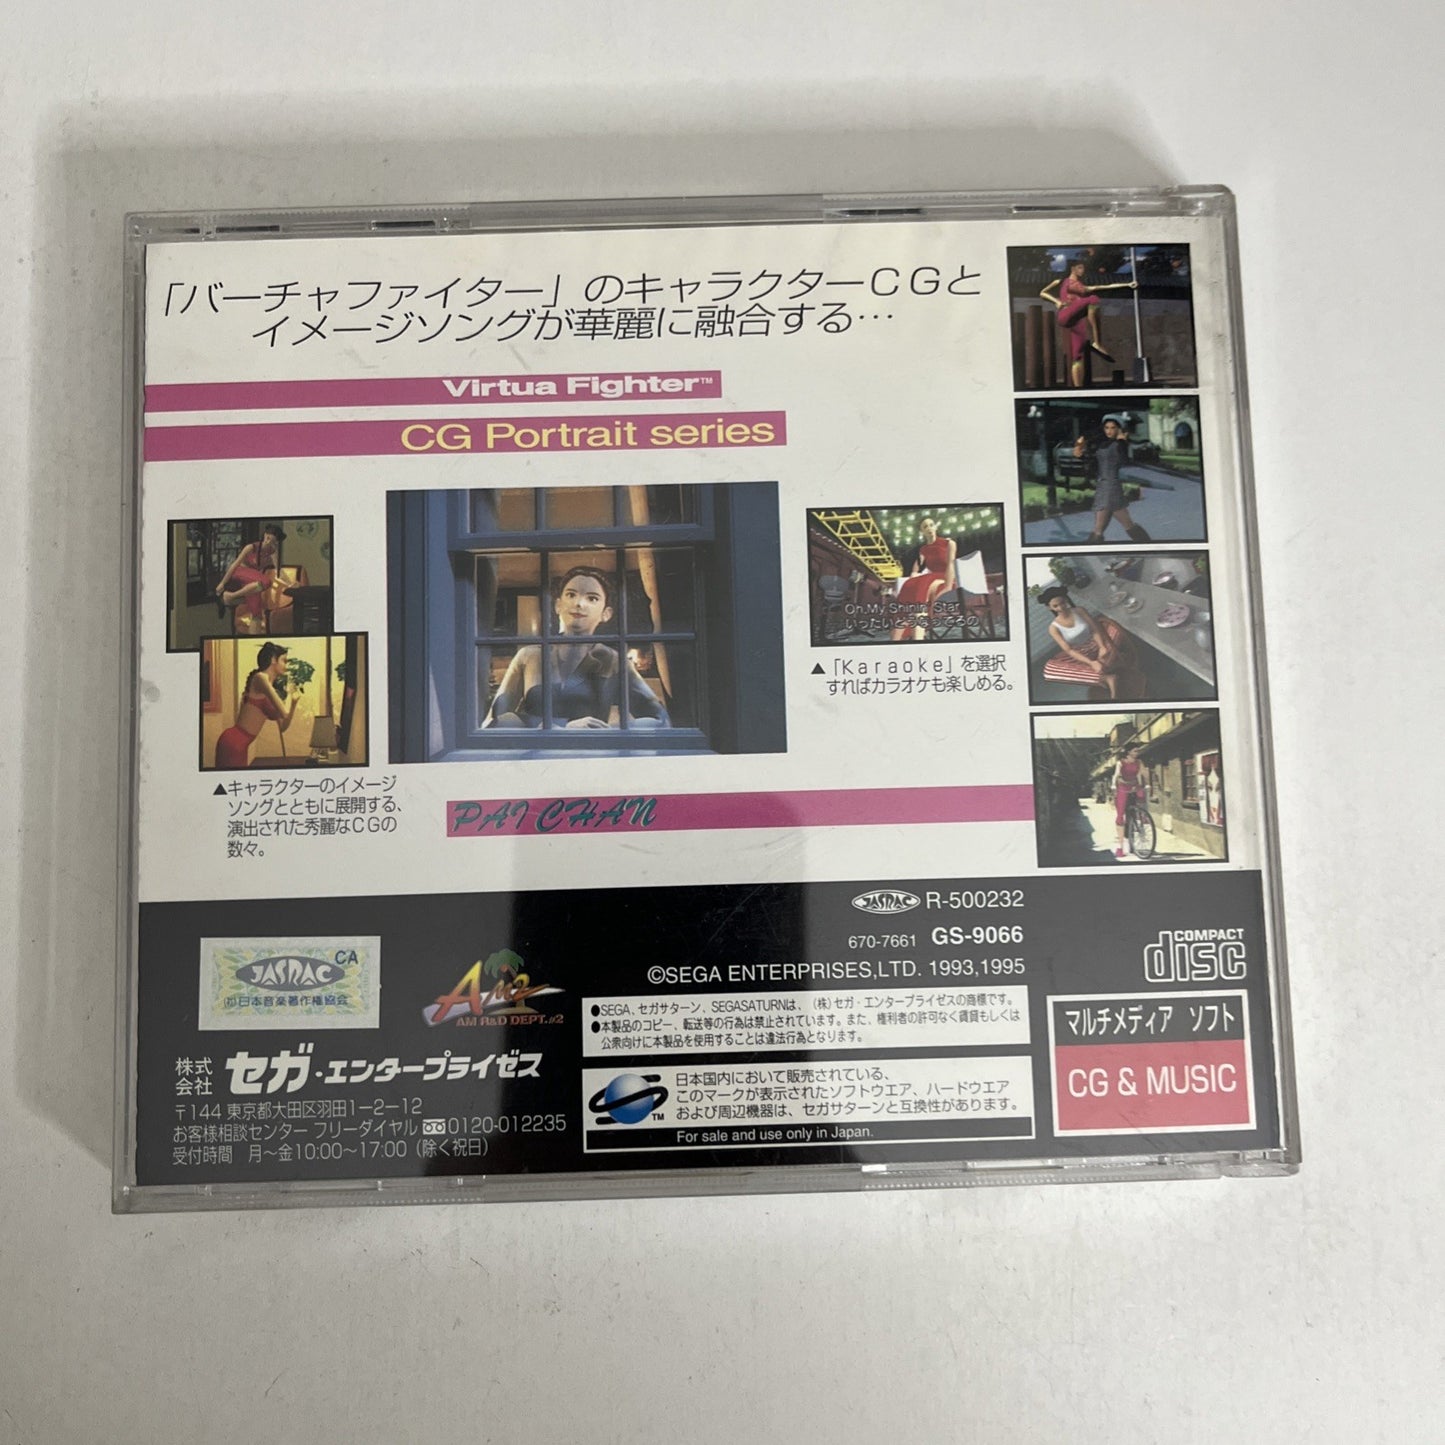 「バーチャファイター」のキャラクターCGと
イメージソングが華麗に融合する…
Virtua Fighter™
CG Portrait series
Oh,My Shinin' Star
いったいどうなってるの
▲「Karaoke」を選択
すればカラオケも楽しめる。
▲キャラクターのイメージ
ソングとともに展開する、
演出された秀麗なCGの
数々。
PAI CHAN
JASRAC R-500232
670-7661 GS-9066
©SEGA ENTERPRISES,LTD. 1993,1995
COMPACT
disc
JASRAC CA
㈳日本音楽著作権協会
AM2
AM R&D DEPT.#2
●SEGA、セガサターン、SEGASATURNは、(株)セガ・エンタープライゼスの商標です。
●本製品のコピー、転送等の行為は禁止されています。また、権利者の許可なく賃貸もしくは
公衆向けに本製品を使用することは違法行為となります。
マルチメディア ソフト
CG & MUSIC
株式会社 セガ・エンタープライゼス
〒144 東京都大田区羽田1-2-12
お客様相談センター フリーダイヤル 0120-012235
受付時間 月〜金10:00〜17:00(除く祝日)
日本国内において販売されている、
このマークが表示されたソフトウエア、ハードウエア
および周辺機器は、セガサターンと互換性があります。
TM
For sale and use only in Japan.